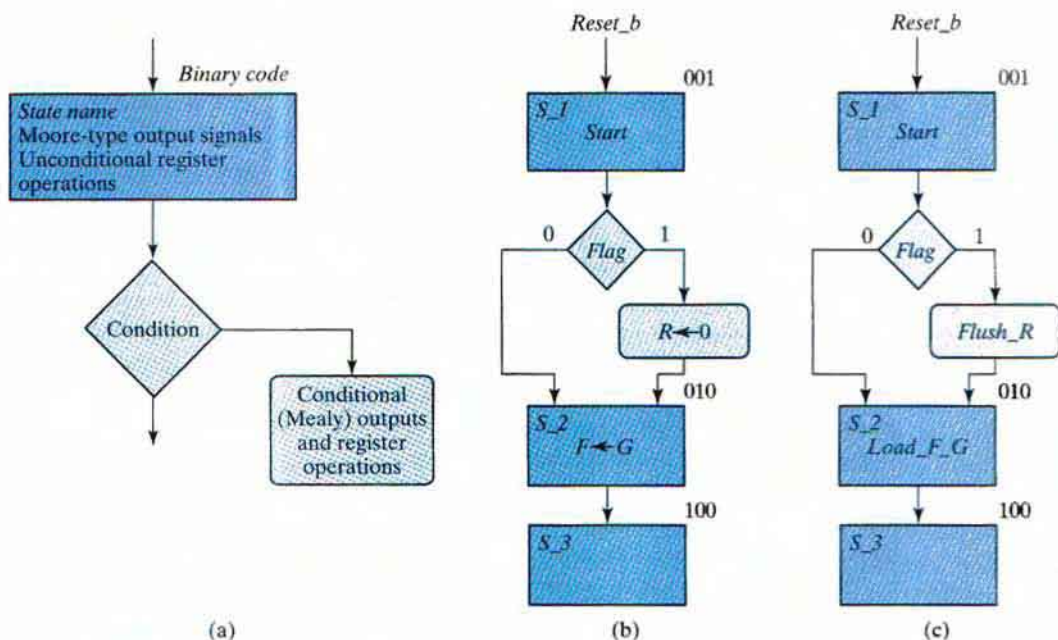 Binary code
State name
Moore-type output signals
Unconditional register
operations
Condition
Conditional
(Mealy) outputs
and register
operations
(a)
Reset_b
001
S_1
Start
0
Flag
1
R←0
010
S_2
F←G
100
S_3
(b)
Reset_b
001
S_1
Start
0
Flag
1
Flush_R
010
S_2
Load_F_G
100
S_3
(c)